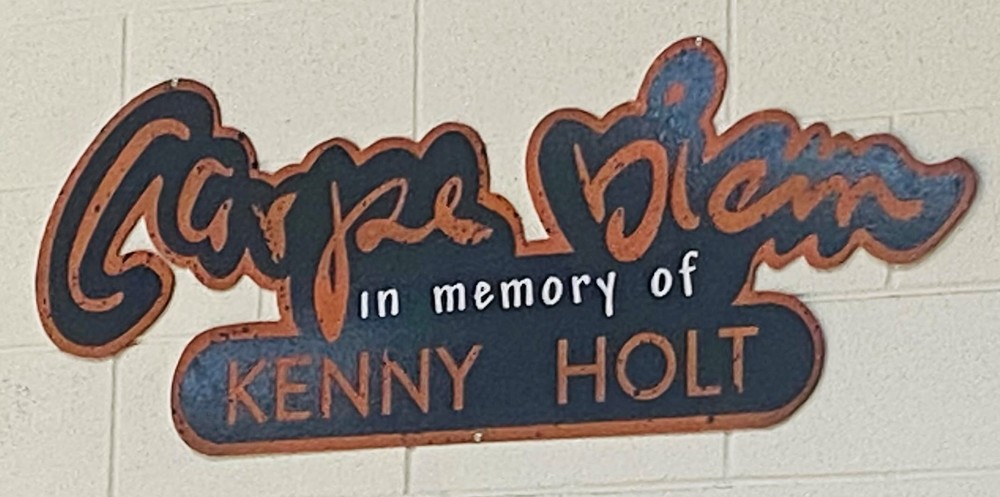 Carpe Diem
in memory of
KENNY HOLT